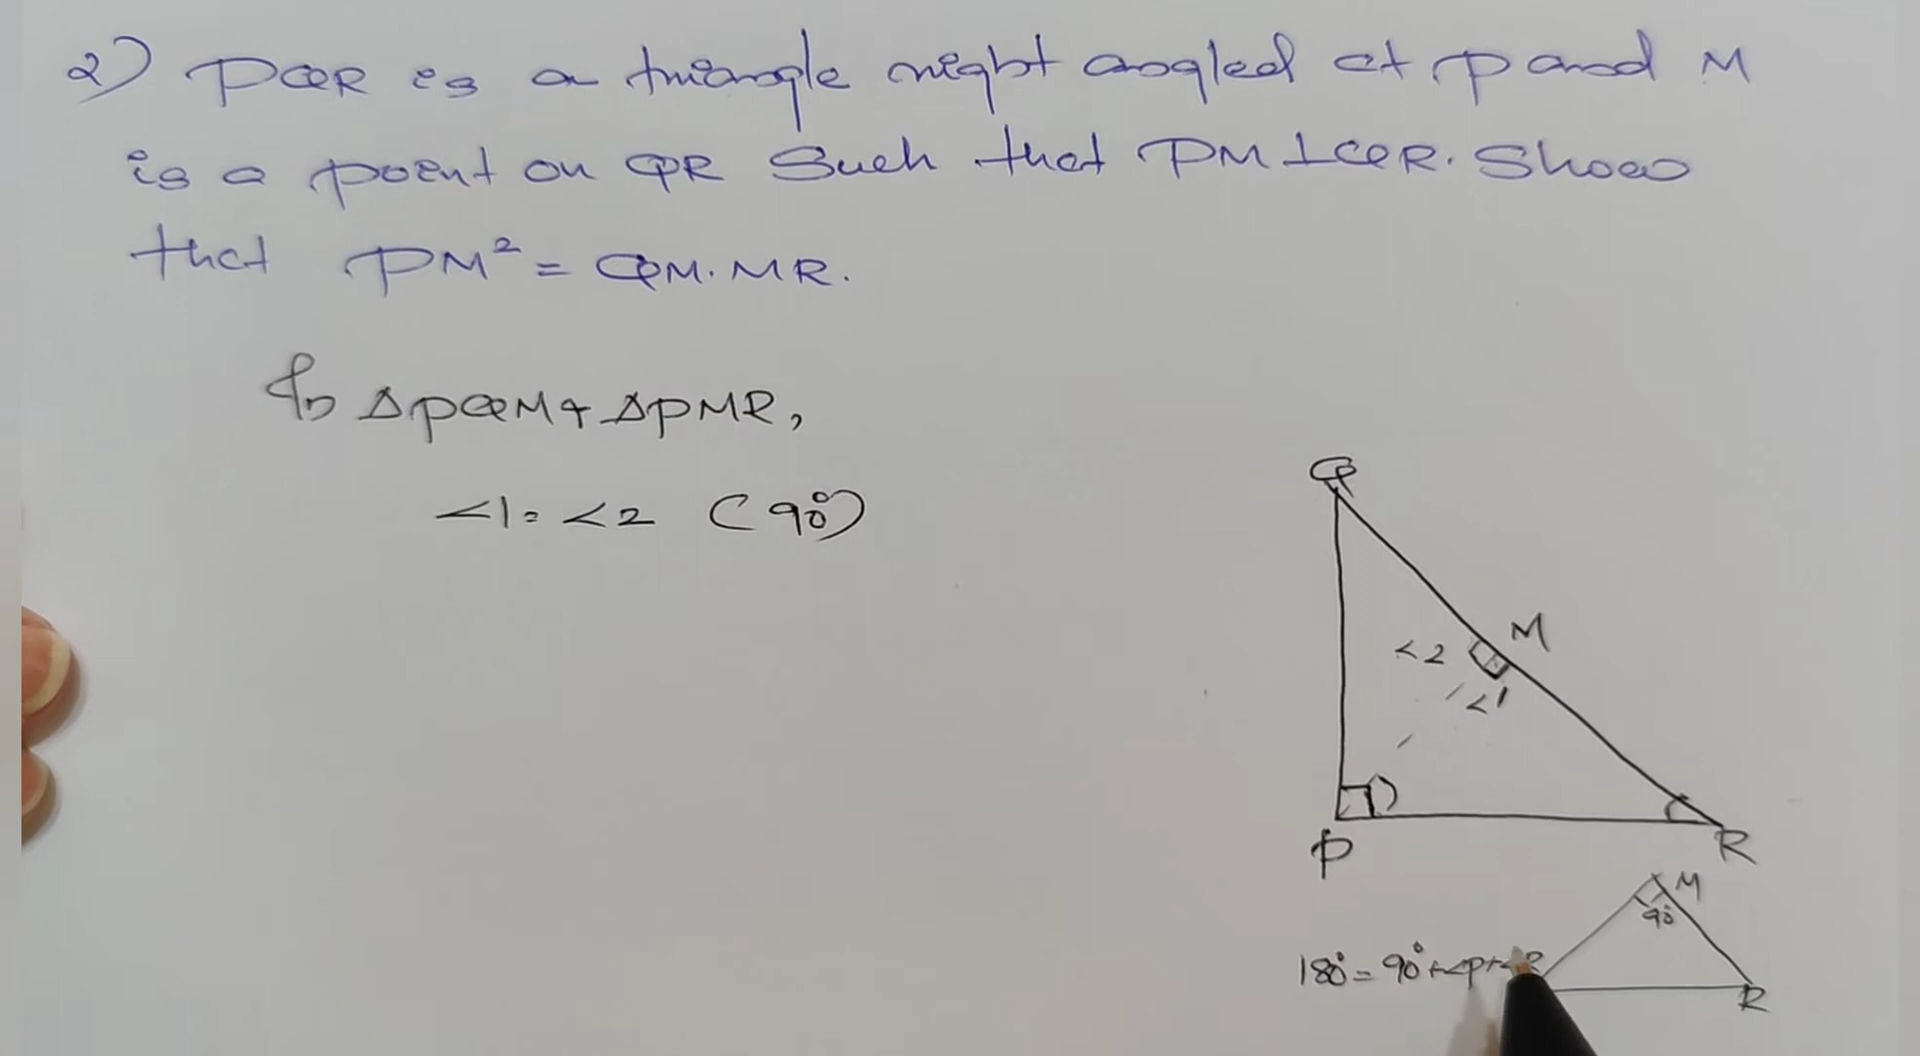 2) PQR is a triangle right angled at P and M
is a point on QR such that PM ⊥ QR. Show
that PM² = QM. MR.
In ΔPQM & ΔPMR,
<1 = <2 (90°)
Q
M
<2
<1
P
R
M
90°
180° = 90° + <P + <R
R